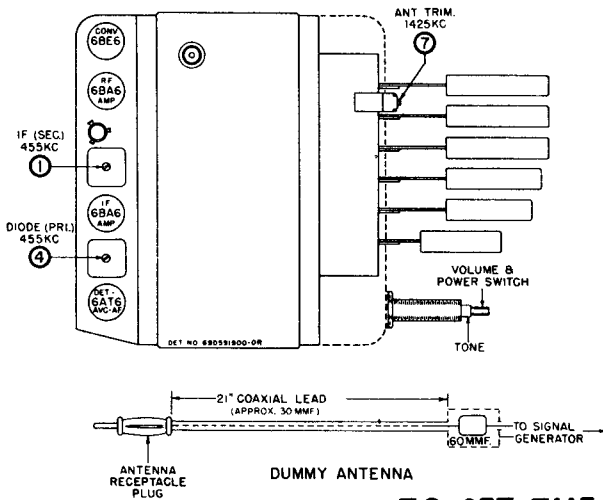 ANT TRIM.
1425KC
7
CONV
6BE6
RF
6BA6
AMP
IF (SEC.)
455KC
1
IF
6BA6
AMP
DIODE (PRI.)
455KC
4
DET.-
6AT6
AVC-AF
DET NO 69D591900-OR
VOLUME &
POWER SWITCH
TONE
21" COAXIAL LEAD
(APPROX. 30 MMF.)
60MMF.
TO SIGNAL
GENERATOR
ANTENNA
RECEPTACLE
PLUG
DUMMY ANTENNA